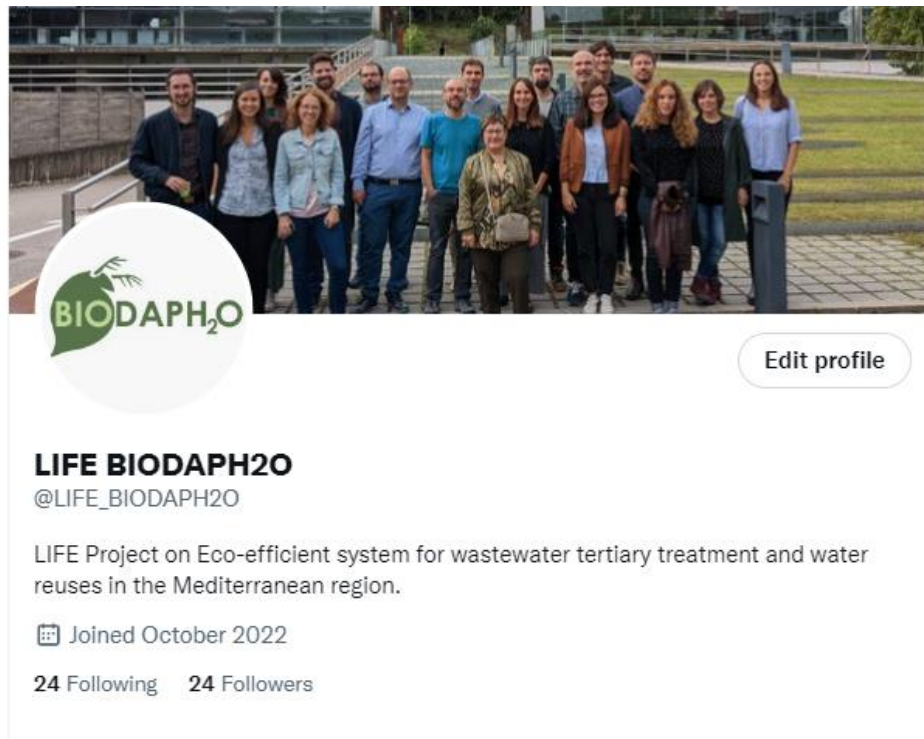 BIODAPH₂O
Edit profile
LIFE BIODAPH2O
@LIFE_BIODAPH2O
LIFE Project on Eco-efficient system for wastewater tertiary treatment and water
reuses in the Mediterranean region.
Joined October 2022
24 Following 24 Followers